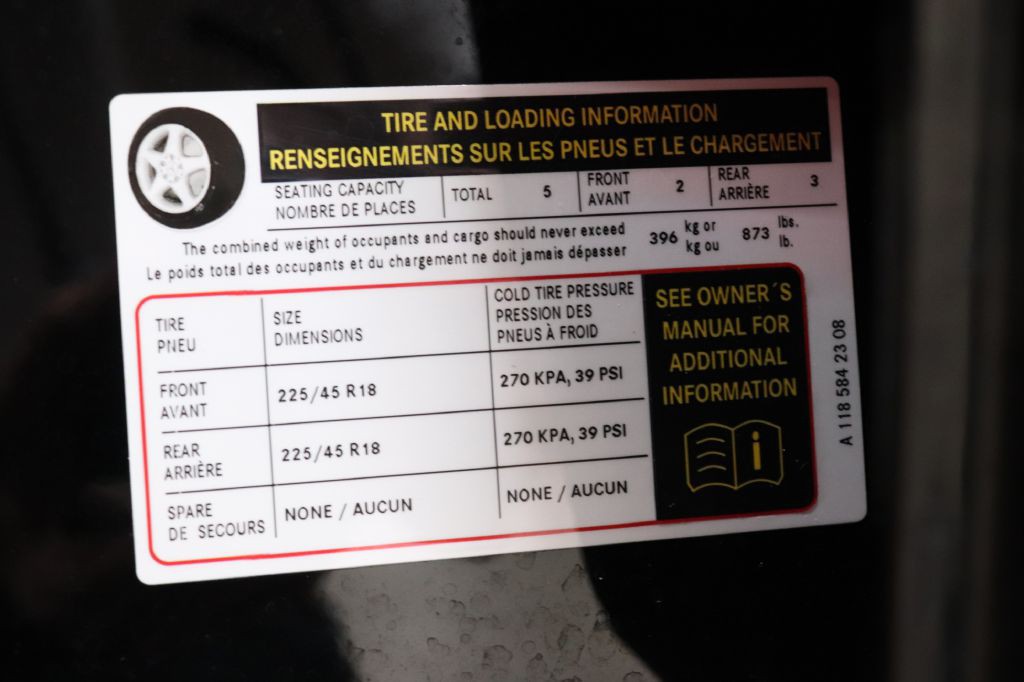 TIRE AND LOADING INFORMATION
RENSEIGNEMENTS SUR LES PNEUS ET LE CHARGEMENT
SEATING CAPACITY
NOMBRE DE PLACES
TOTAL 5
FRONT
AVANT
2
REAR
ARRIÈRE
3
The combined weight of occupants and cargo should never exceed
Le poids total des occupants et du chargement ne doit jamais dépasser
396 kg or
kg ou
873 lbs.
lb.
TIRE
PNEU
SIZE
DIMENSIONS
COLD TIRE PRESSURE
PRESSION DES
PNEUS À FROID
FRONT
AVANT
225/45 R18
270 KPA, 39 PSI
REAR
ARRIÈRE
225/45 R18
270 KPA, 39 PSI
SPARE
DE SECOURS
NONE / AUCUN
NONE / AUCUN
SEE OWNER´S
MANUAL FOR
ADDITIONAL
INFORMATION
i
A 118 584 23 08